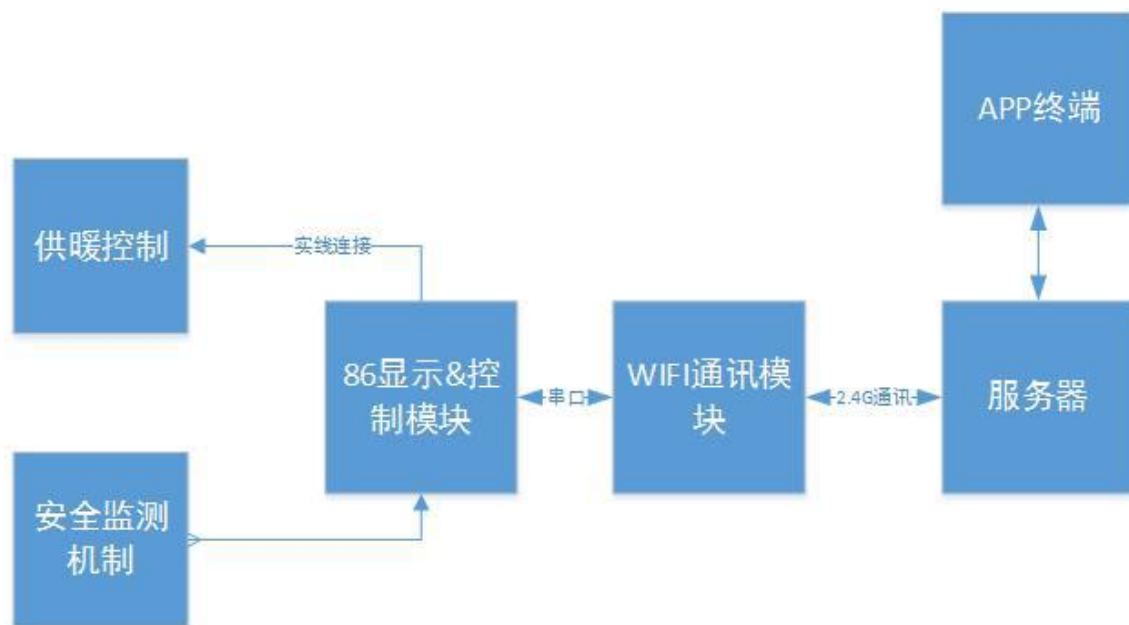 APP终端
供暖控制
实线连接
86显示&控
制模块
串口
WIFI通讯模
块
2.4G通讯
服务器
安全监测
机制